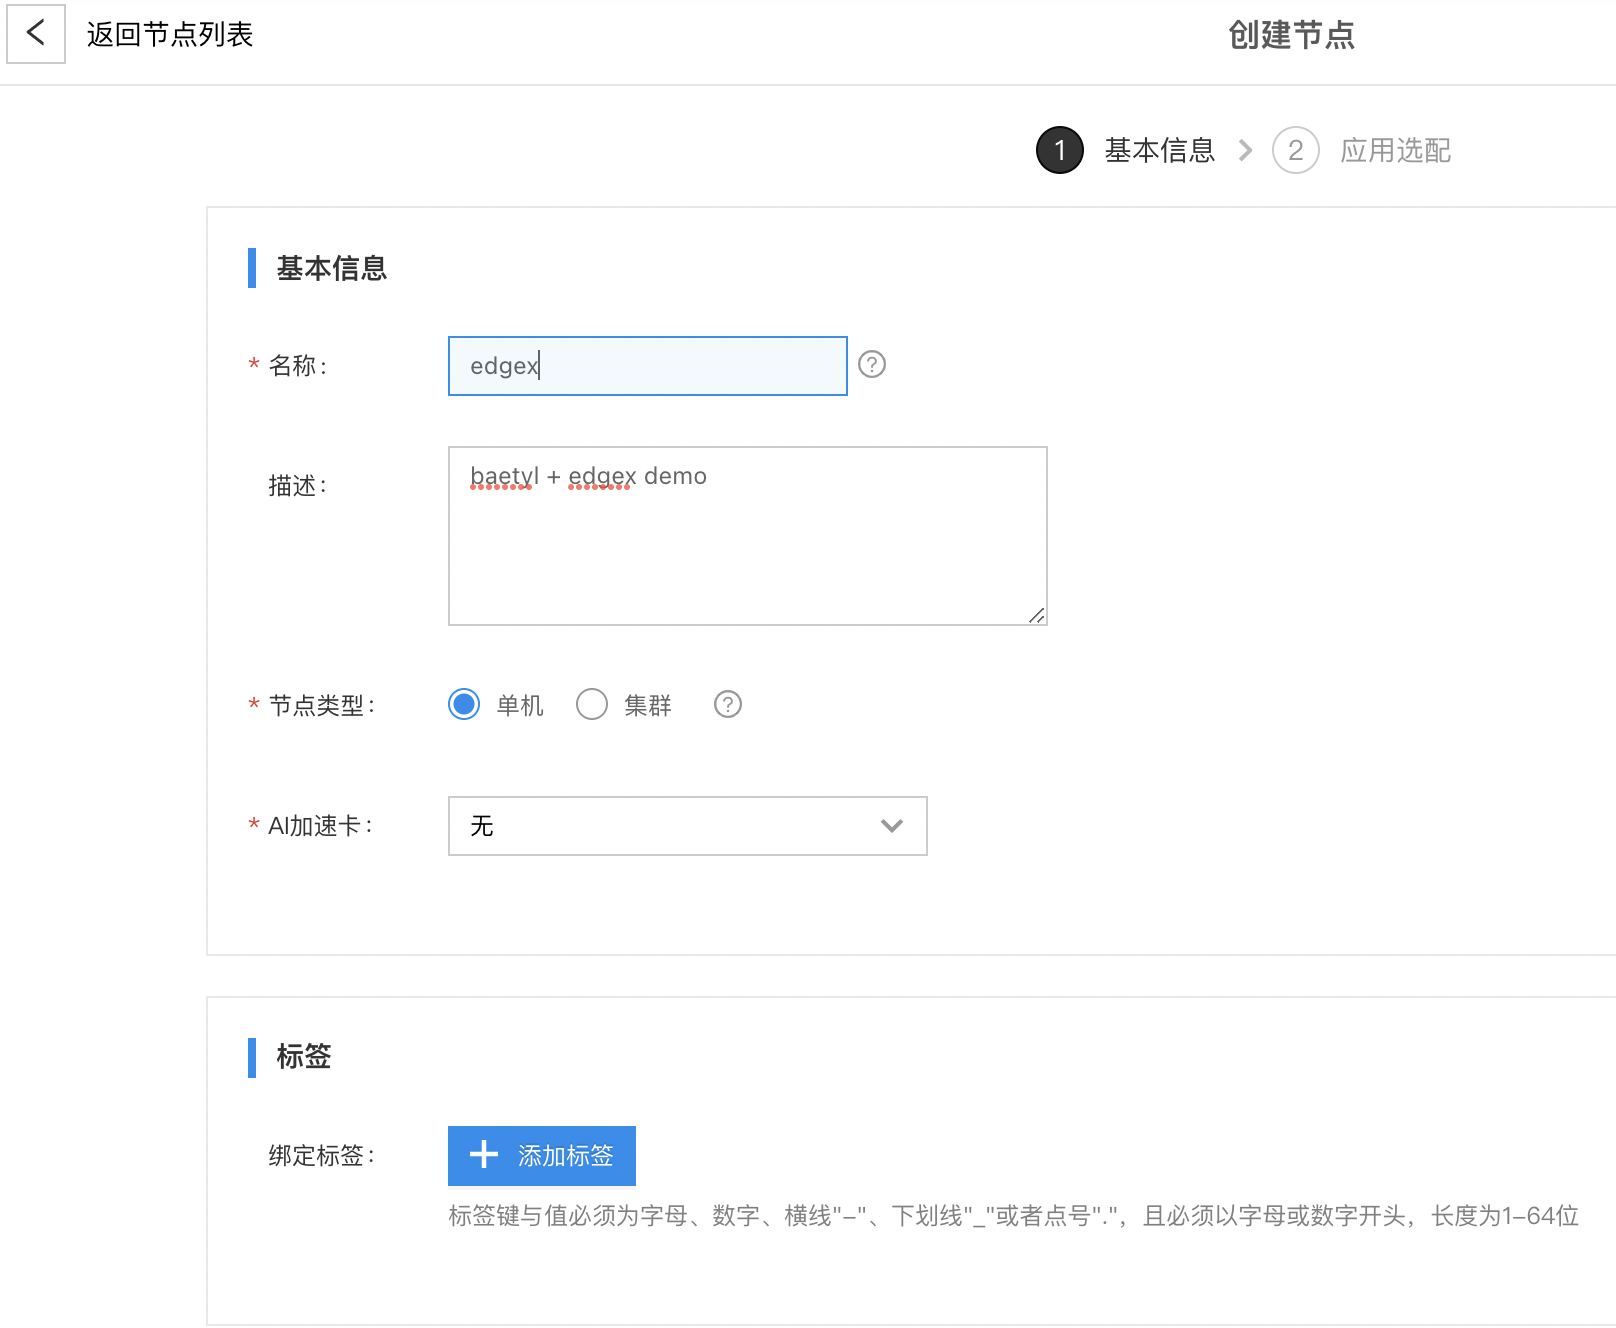 返回节点列表
创建节点
1 基本信息 2 应用选配
基本信息
* 名称: edgex ?
描述: baetyl + edgex demo
* 节点类型: 单机 集群 ?
* AI加速卡: 无
标签
绑定标签: 添加标签
标签键与值必须为字母、数字、横线"-"、下划线"_"或者点号".", 且必须以字母或数字开头, 长度为1-64位